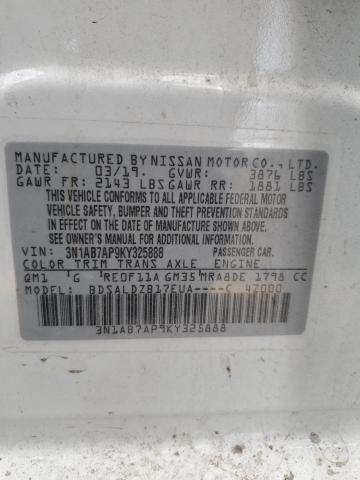 MANUFACTURED BY NISSAN MOTOR CO., LTD.
DATE: 03/19. GVWR: 3876 LBS
GAWR FR: 2143 LBS GAWR RR: 1881 LBS
THIS VEHICLE CONFORMS TO ALL APPLICABLE FEDERAL MOTOR
VEHICLE SAFETY, BUMPER AND THEFT PREVENTION STANDARDS
IN EFFECT ON THE DATE OF MANUFACTURE SHOWN ABOVE.
SEE OWNER'S MANUAL FOR FURTHER INFORMATION.
VIN: 3N1AB7AP9KY325888 PASSENGER CAR.
COLOR TRIM TRANS AXLE ENGINE
QM1 G RE0F11A GM35 MRA8DE 1798 CC
MODEL: BDSALDZB17EUA----C 4Z000
3N1AB7AP9KY325888